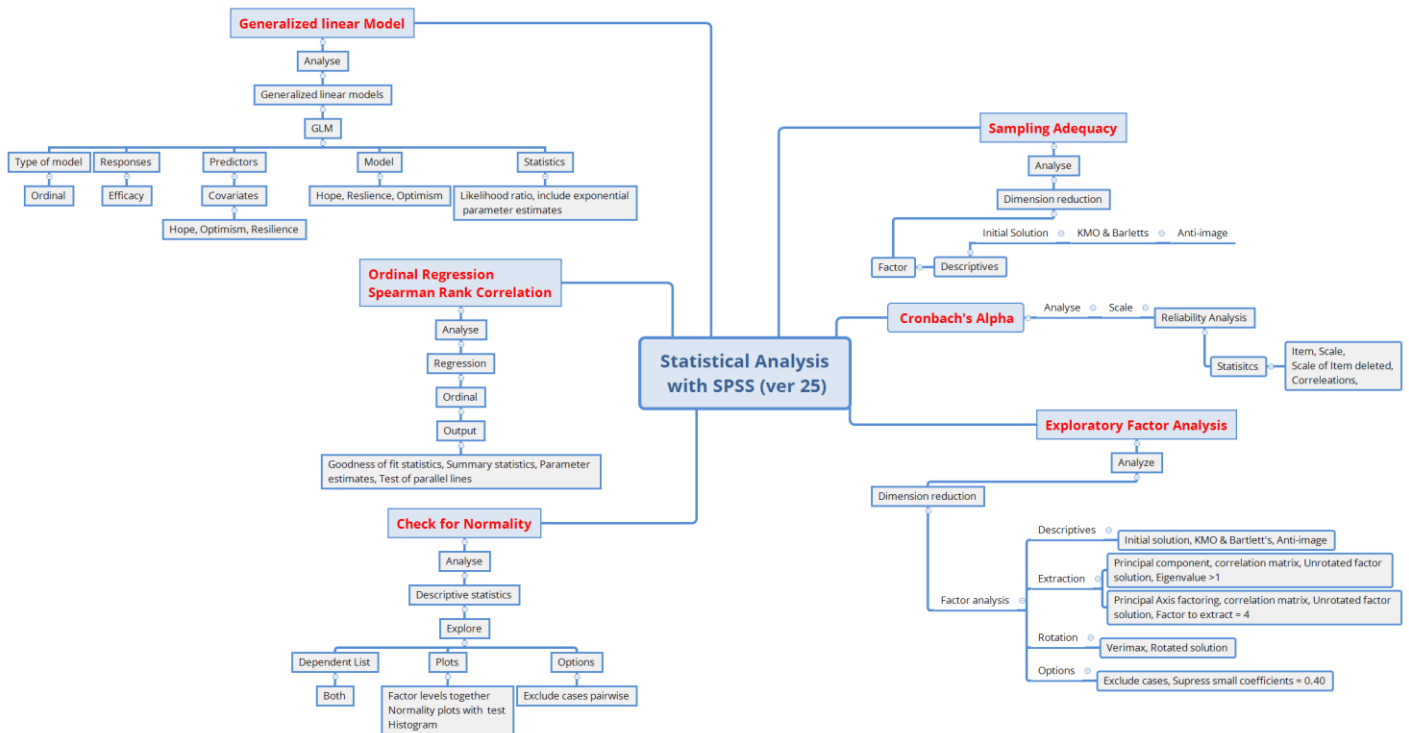 Generalized linear Model
Analyse
Generalized linear models
GLM
Type of model
Responses
Predictors
Model
Statistics
Ordinal
Efficacy
Covariates
Hope, Reslience, Optimism
Likelihood ratio, include exponential
parameter estimates
Hope, Optimism, Resilience
Ordinal Regression
Spearman Rank Correlation
Analyse
Regression
Ordinal
Output
Goodness of fit statistics, Summary statistics, Parameter
estimates, Test of parallel lines
Check for Normality
Analyse
Descriptive statistics
Explore
Dependent List
Plots
Options
Both
Factor levels together
Normality plots with test
Histogram
Exclude cases pairwise
Statistical Analysis
with SPSS (ver 25)
Sampling Adequacy
Analyse
Dimension reduction
Initial Solution
KMO & Barletts
Anti-image
Factor
Descriptives
Cronbach's Alpha
Analyse
Scale
Reliability Analysis
Statisitcs
Item, Scale,
Scale of Item deleted,
Correleations,
Exploratory Factor Analysis
Analyze
Dimension reduction
Factor analysis
Descriptives
Initial solution, KMO & Bartlett's, Anti-image
Extraction
Principal component, correlation matrix, Unrotated factor
solution, Eigenvalue >1
Principal Axis factoring, correlation matrix, Unrotated factor
solution, Factor to extract = 4
Rotation
Verimax, Rotated solution
Options
Exclude cases, Supress small coefficients = 0.40